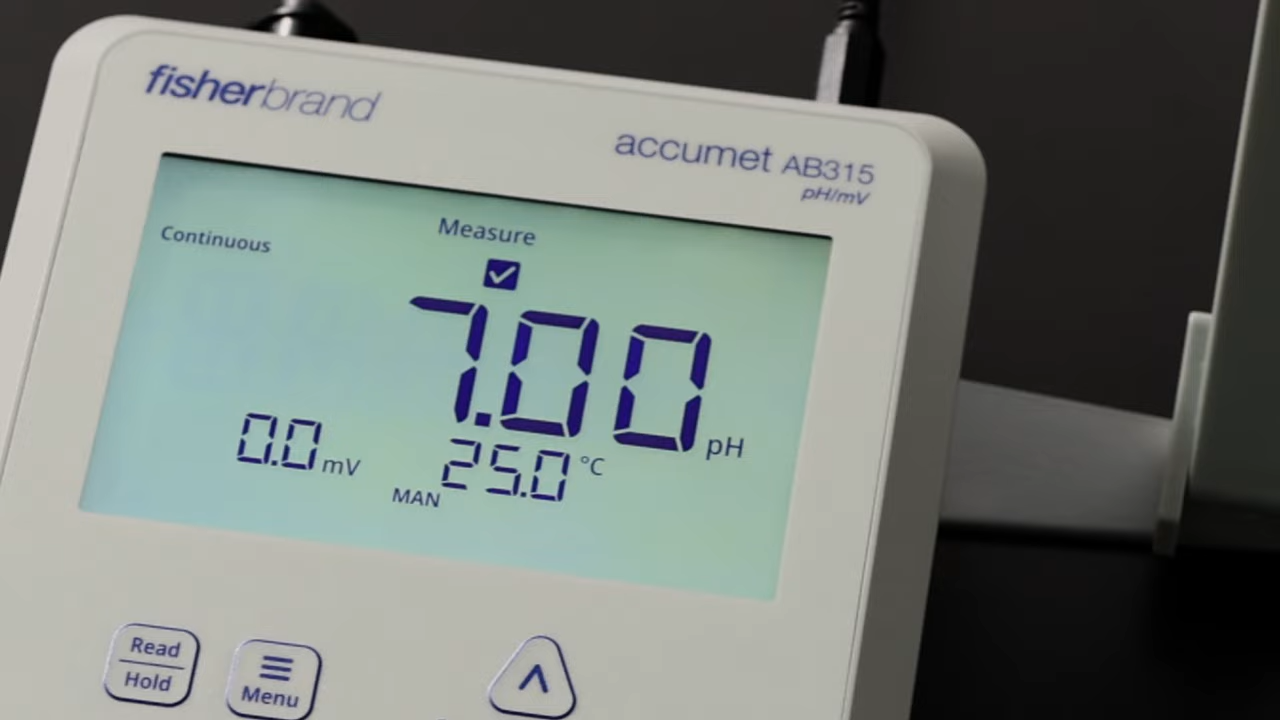 fisherbrand
accumet AB315
pH/mV
Measure
Continuous
7.00 pH
0.0 mV
25.0 °C
MAN
Read
Hold
Menu